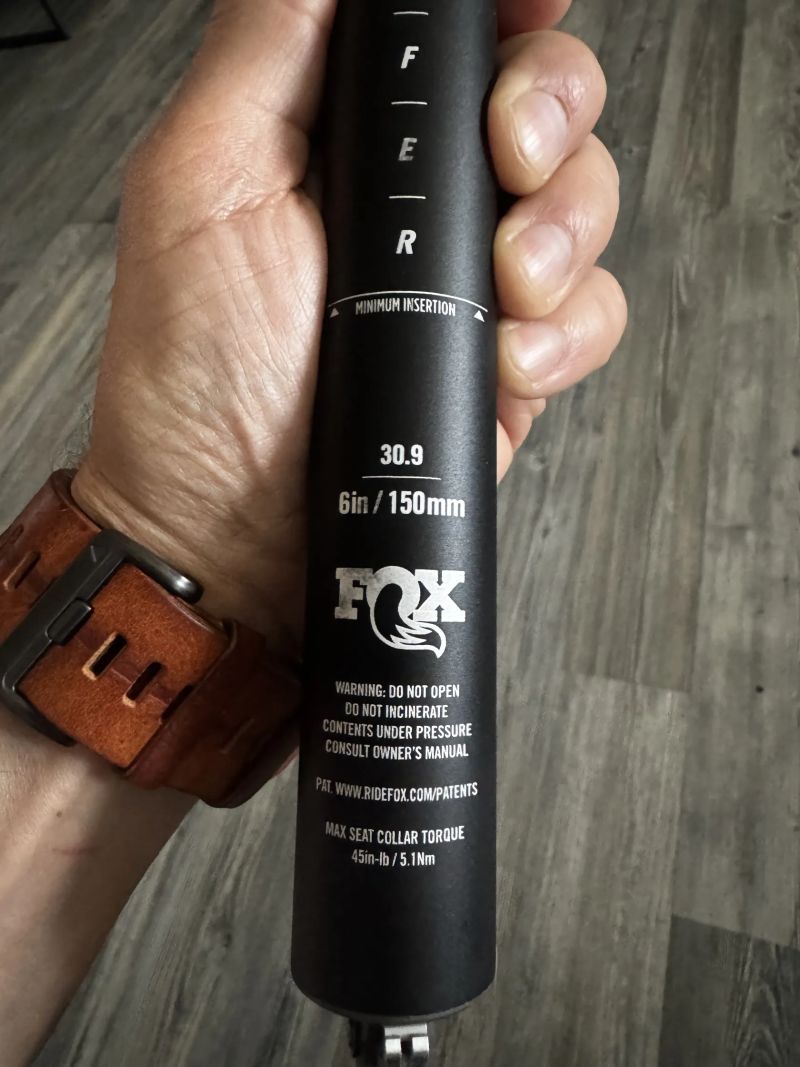 F
E
R
MINIMUM INSERTION
30.9
6in / 150mm
FOX
WARNING: DO NOT OPEN
DO NOT INCINERATE
CONTENTS UNDER PRESSURE
CONSULT OWNER'S MANUAL
PAT. WWW.RIDEFOX.COM/PATENTS
MAX SEAT COLLAR TORQUE
45in-lb / 5.1Nm